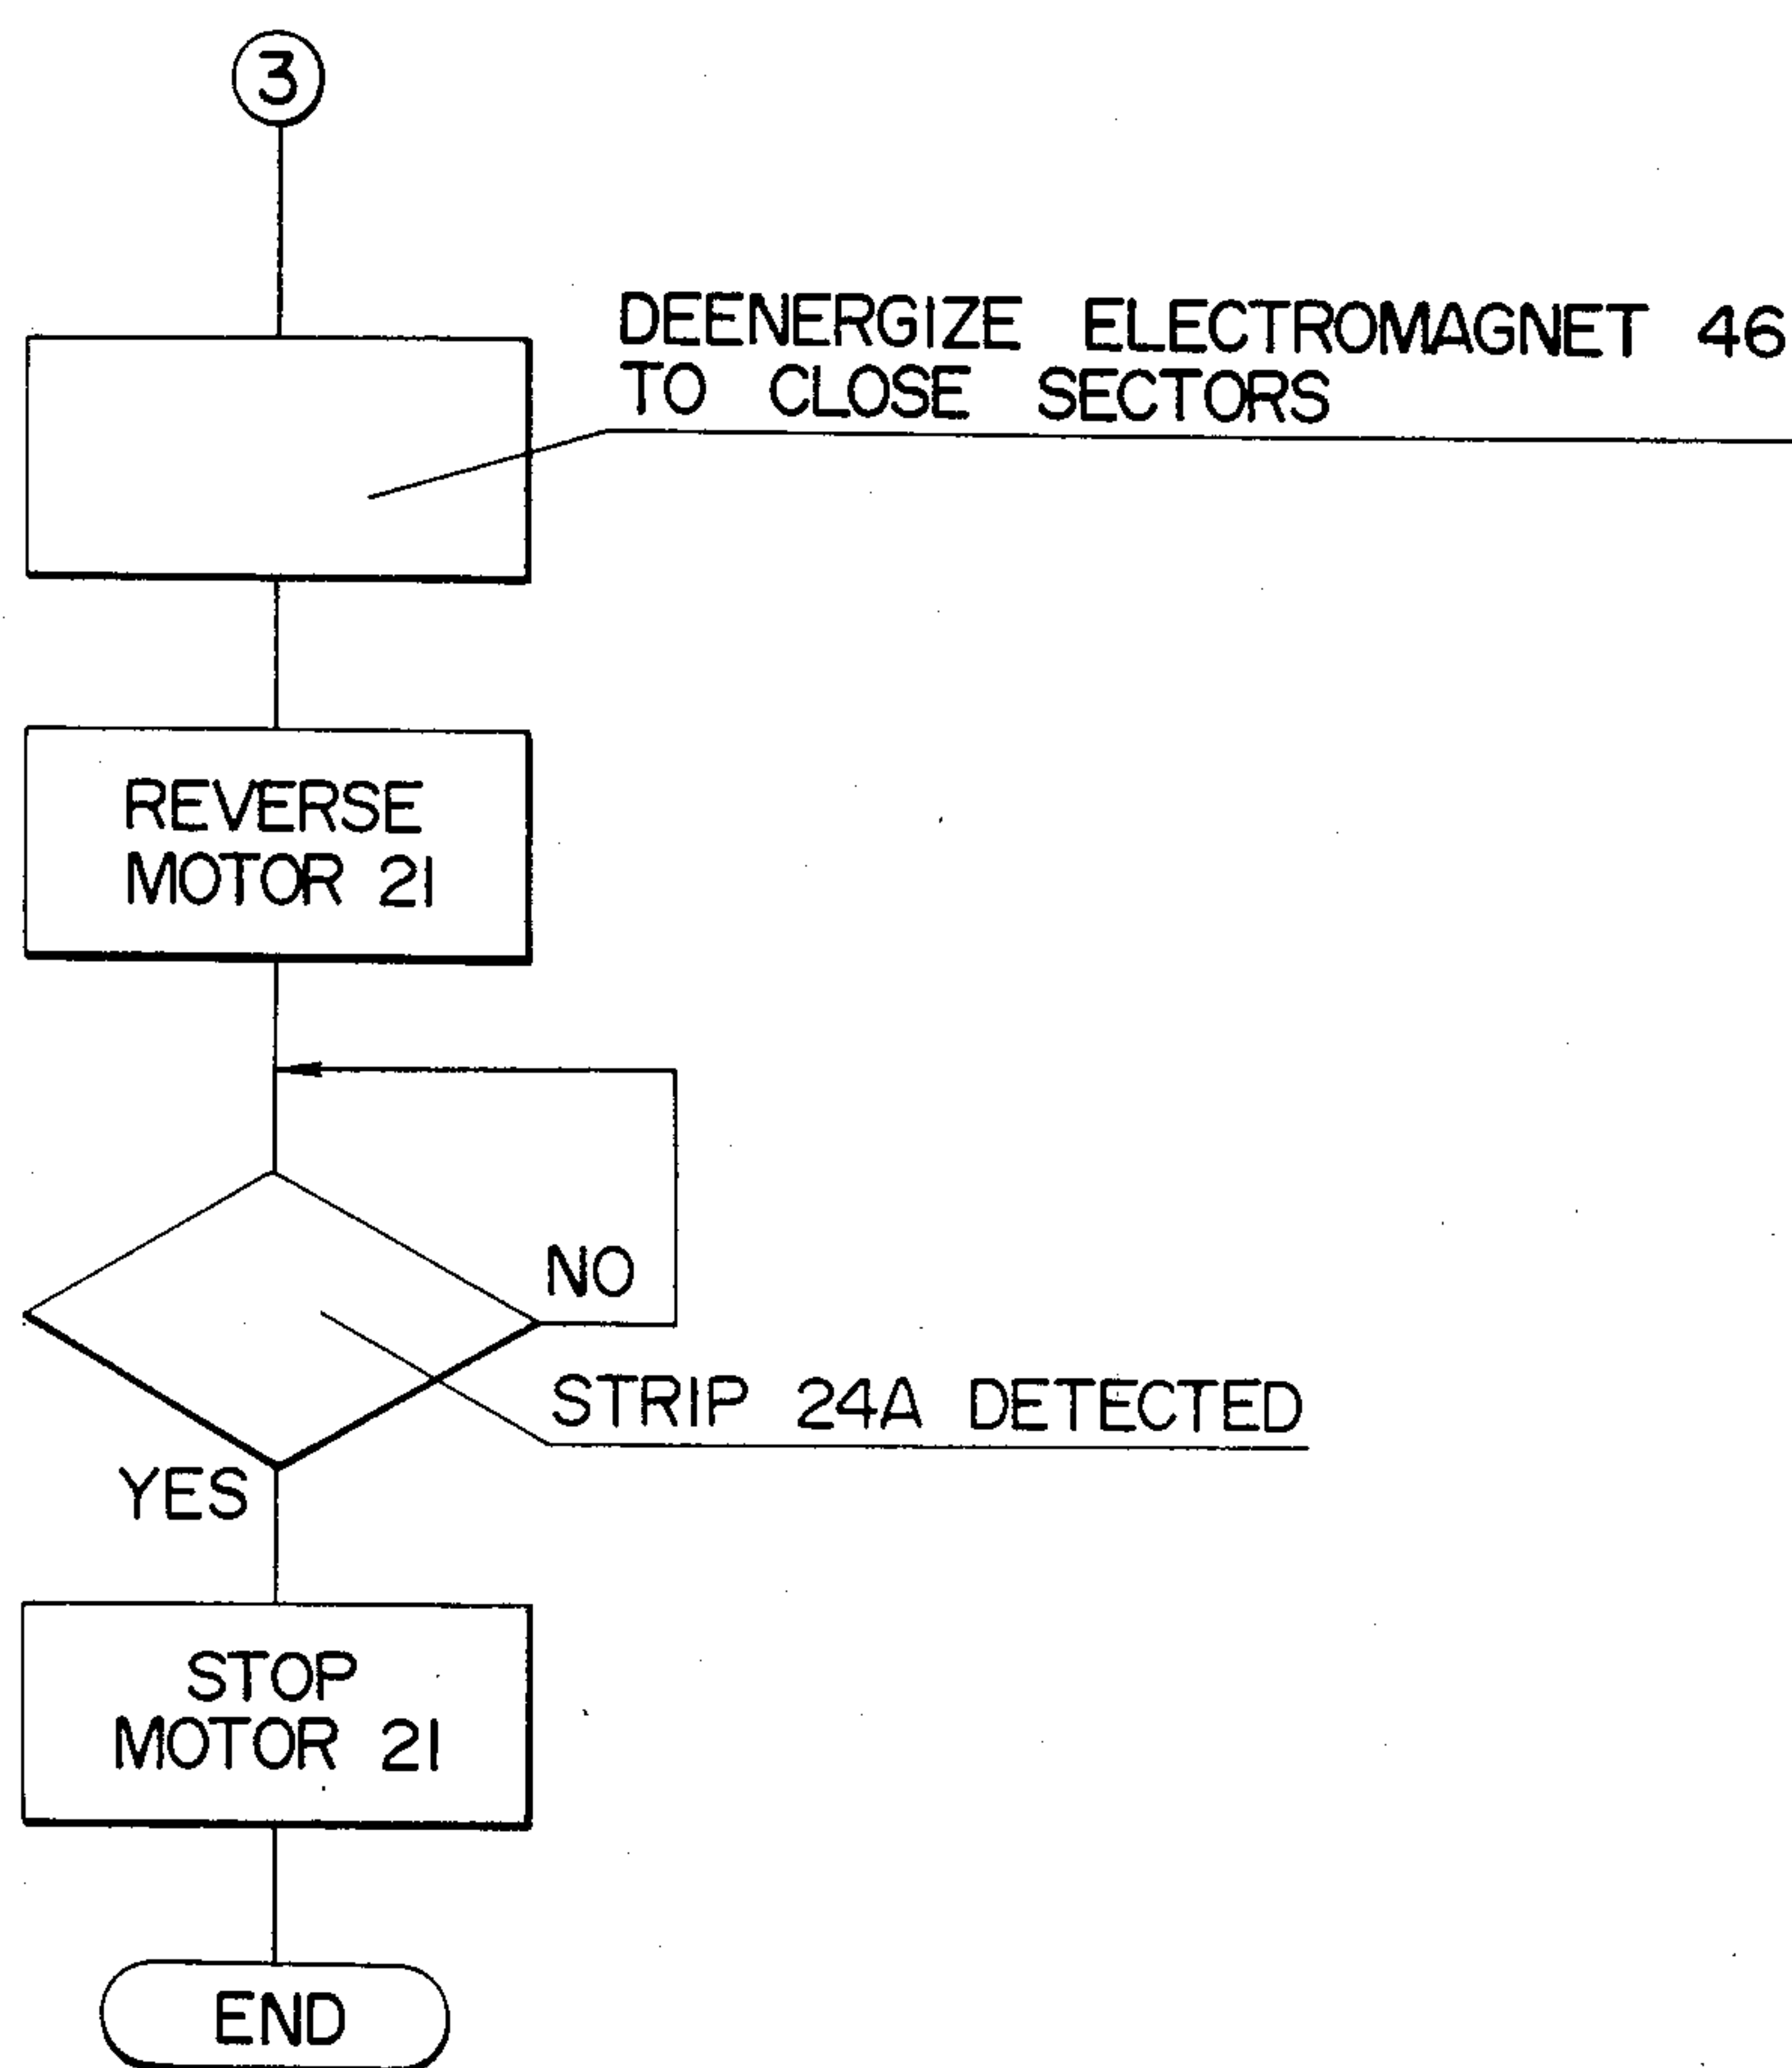 3
DEENERGIZE ELECTROMAGNET 46
TO CLOSE SECTORS
REVERSE
MOTOR 21
NO
STRIP 24A DETECTED
YES
STOP
MOTOR 21
END